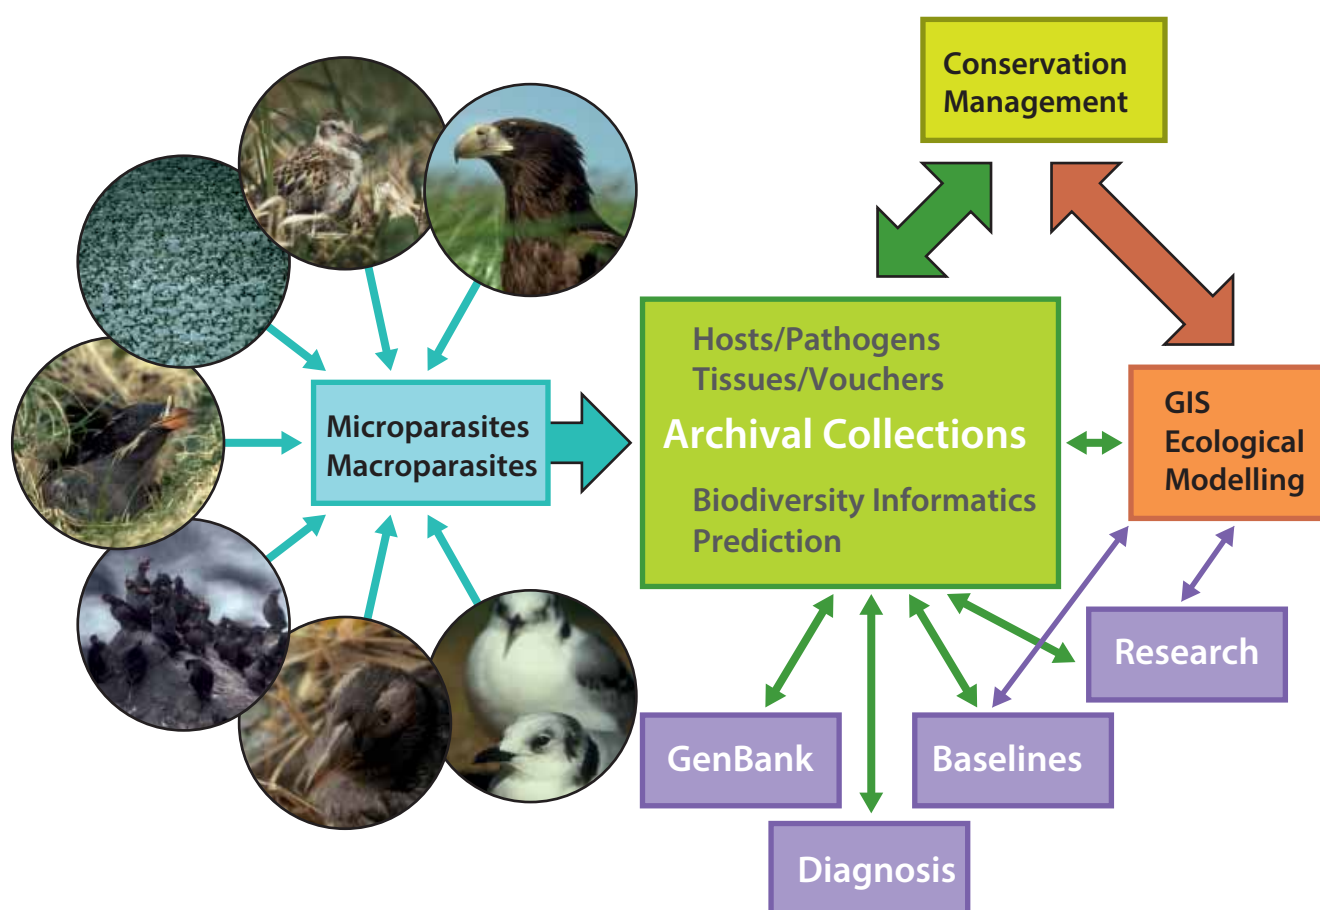 Conservation
Management
Hosts/Pathogens
Tissues/Vouchers
Archival Collections
Biodiversity Informatics
Prediction
Microparasites
Macroparasites
GIS
Ecological
Modelling
Research
GenBank
Baselines
Diagnosis